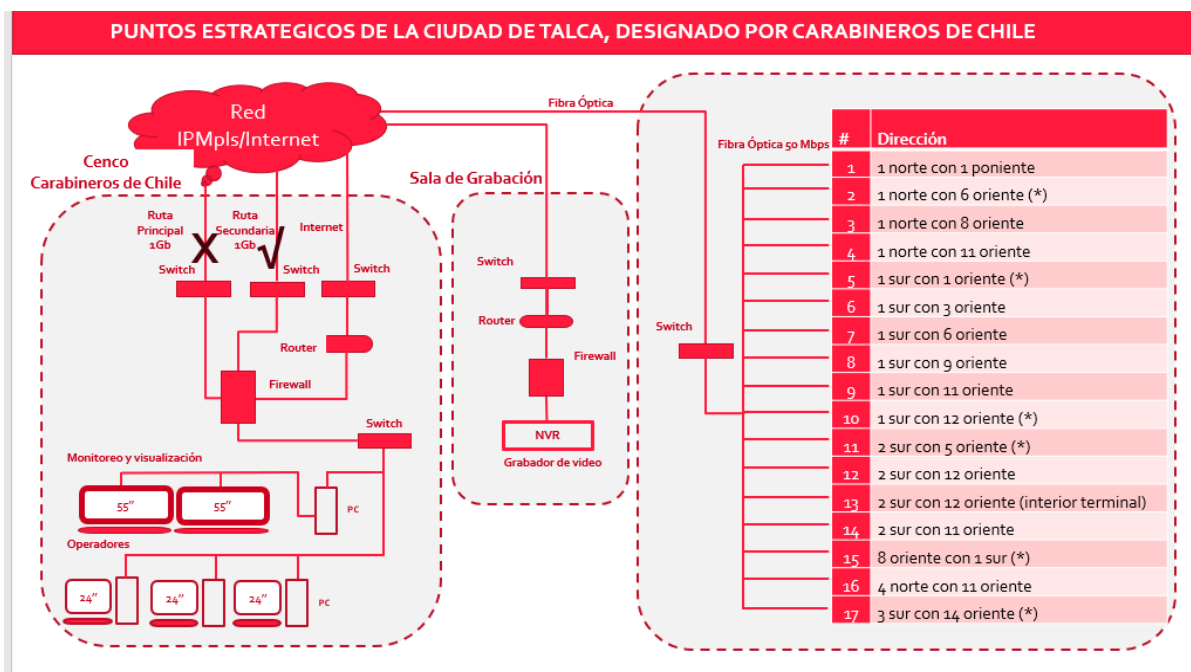 PUNTOS ESTRATEGICOS DE LA CIUDAD DE TALCA, DESIGNADO POR CARABINEROS DE CHILE
Red
IPMpls/Internet
Cenco
Carabineros de Chile
Ruta
Principal
1Gb
X
Ruta
Secundaria
1Gb
√
Internet
Switch
Switch
Switch
Router
Firewall
Switch
Monitoreo y visualización
55"
55"
PC
Operadores
24"
24"
24"
PC
Sala de Grabación
Switch
Router
Firewall
NVR
Grabador de video
Fibra Óptica
Switch
Fibra Óptica 50 Mbps
# Dirección
1 1 norte con 1 poniente
2 1 norte con 6 oriente (*)
3 1 norte con 8 oriente
4 1 norte con 11 oriente
5 1 sur con 1 oriente (*)
6 1 sur con 3 oriente
7 1 sur con 6 oriente
8 1 sur con 9 oriente
9 1 sur con 11 oriente
10 1 sur con 12 oriente (*)
11 2 sur con 5 oriente (*)
12 2 sur con 12 oriente
13 2 sur con 12 oriente (interior terminal)
14 2 sur con 11 oriente
15 8 oriente con 1 sur (*)
16 4 norte con 11 oriente
17 3 sur con 14 oriente (*)